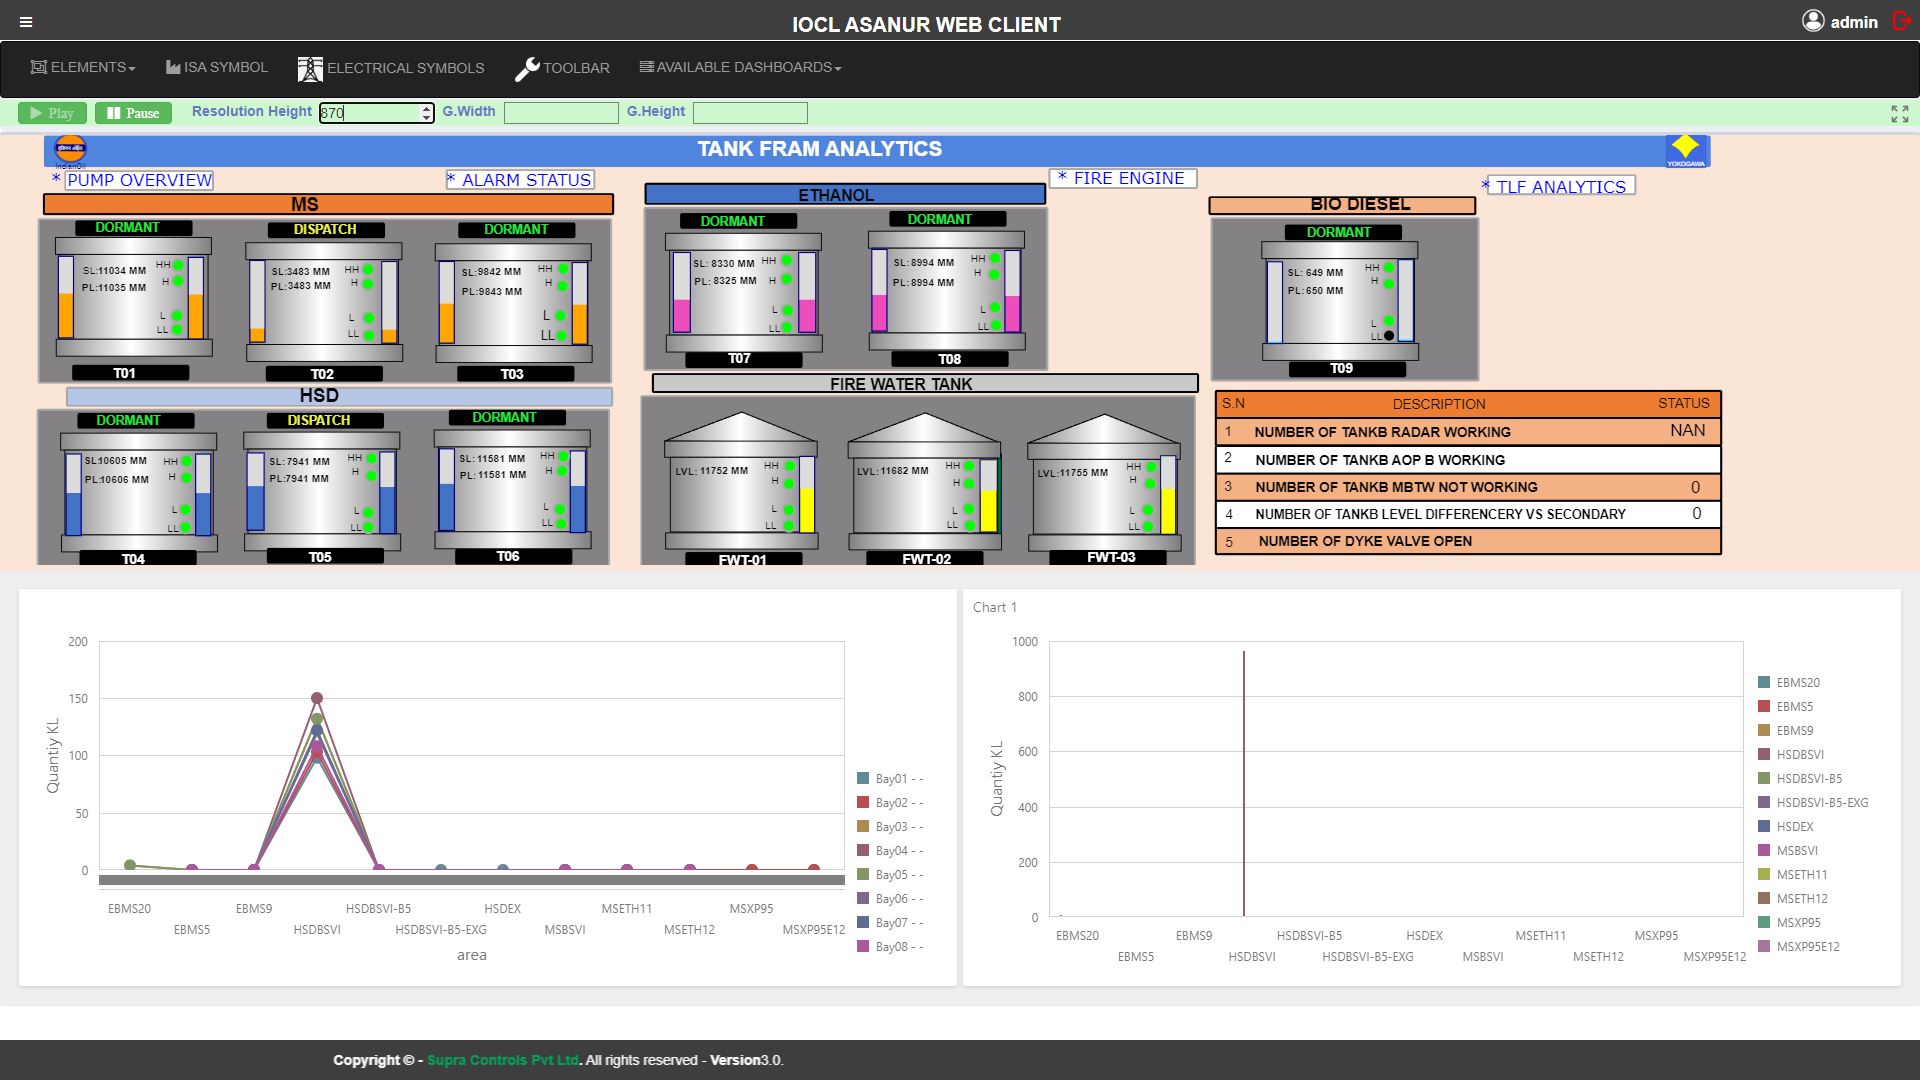 IOCL ASANUR WEB CLIENT
admin
ELEMENTS
ISA SYMBOL
ELECTRICAL SYMBOLS
TOOLBAR
AVAILABLE DASHBOARDS
Play
Pause
Resolution Height
870
G.Width
G.Height
TANK FRAM ANALYTICS
IndianOil
YOKOGAWA
* PUMP OVERVIEW
* ALARM STATUS
* FIRE ENGINE
* TLF ANALYTICS
MS
DORMANT
SL:11034 MM
PL:11035 MM
HH
H
L
LL
T01
DISPATCH
SL:3483 MM
PL:3483 MM
HH
H
L
LL
T02
DORMANT
SL:9842 MM
PL:9843 MM
HH
H
L
LL
T03
ETHANOL
DORMANT
SL: 8330 MM
PL: 8325 MM
HH
H
L
LL
T07
DORMANT
SL: 8994 MM
PL: 8994 MM
HH
H
L
LL
T08
BIO DIESEL
DORMANT
SL: 649 MM
PL: 650 MM
HH
H
L
LL
T09
HSD
DORMANT
SL:10605 MM
PL:10606 MM
HH
H
L
LL
T04
DISPATCH
SL: 7941 MM
PL:7941 MM
HH
H
L
LL
T05
DORMANT
SL: 11581 MM
PL: 11581 MM
HH
H
L
LL
T06
FIRE WATER TANK
LVL: 11752 MM
HH
H
L
LL
FWT-01
LVL: 11682 MM
HH
H
L
LL
FWT-02
LVL:11755 MM
HH
H
L
LL
FWT-03
S.N DESCRIPTION STATUS
1 NUMBER OF TANKB RADAR WORKING NAN
2 NUMBER OF TANKB AOP B WORKING
3 NUMBER OF TANKB MBTW NOT WORKING 0
4 NUMBER OF TANKB LEVEL DIFFERENCERY VS SECONDARY 0
5 NUMBER OF DYKE VALVE OPEN
Quantiy KL
200
150
100
50
0
EBMS20
EBMS5
EBMS9
HSDBSVI
HSDBSVI-B5
HSDBSVI-B5-EXG
HSDEX
MSBSVI
MSETH11
MSETH12
MSXP95
MSXP95E12
area
Bay01 - -
Bay02 - -
Bay03 - -
Bay04 - -
Bay05 - -
Bay06 - -
Bay07 - -
Bay08 - -
Chart 1
Quantiy KL
1000
800
600
400
200
0
EBMS20
EBMS5
EBMS9
HSDBSVI
HSDBSVI-B5
HSDBSVI-B5-EXG
HSDEX
MSBSVI
MSETH11
MSETH12
MSXP95
MSXP95E12
EBMS20
EBMS5
EBMS9
HSDBSVI
HSDBSVI-B5
HSDBSVI-B5-EXG
HSDEX
MSBSVI
MSETH11
MSETH12
MSXP95
MSXP95E12
Copyright © - Supra Controls Pvt Ltd. All rights reserved - Version3.0.